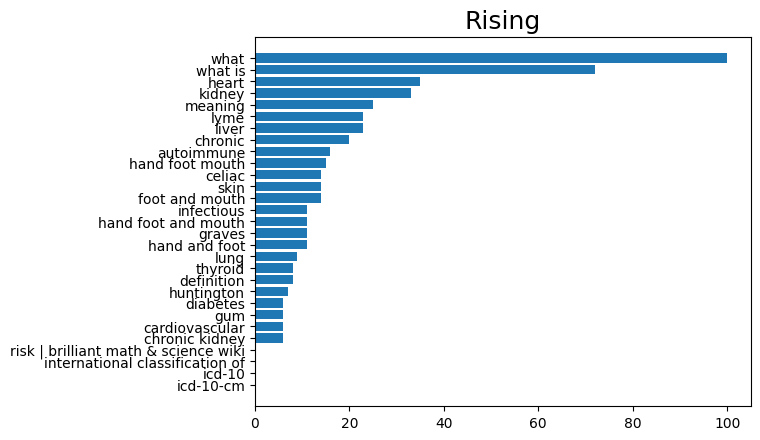 Rising
what
what is
heart
kidney
meaning
lyme
liver
chronic
autoimmune
hand foot mouth
celiac
skin
foot and mouth
infectious
hand foot and mouth
graves
hand and foot
lung
thyroid
definition
huntington
diabetes
gum
cardiovascular
chronic kidney
risk | brilliant math & science wiki
international classification of
icd-10
icd-10-cm
0 20 40 60 80 100